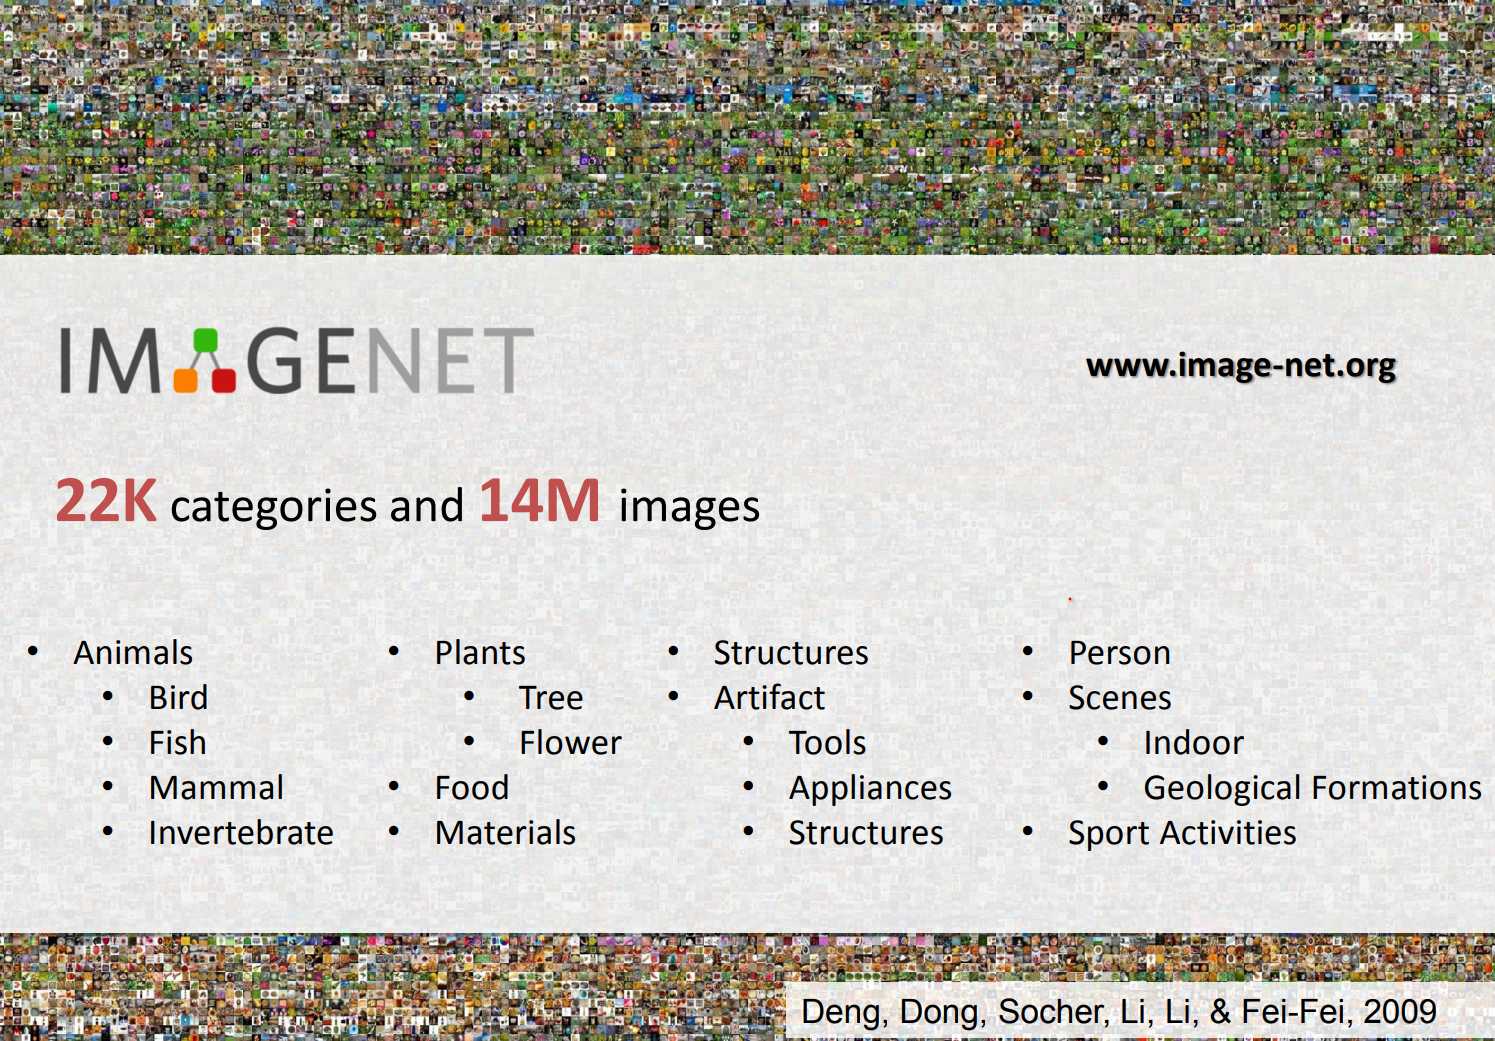 IMAGENET
www.image-net.org
22K categories and 14M images
• Animals
• Bird
• Fish
• Mammal
• Invertebrate
• Plants
• Tree
• Flower
• Food
• Materials
• Structures
• Artifact
• Tools
• Appliances
• Structures
• Person
• Scenes
• Indoor
• Geological Formations
• Sport Activities
Deng, Dong, Socher, Li, Li, & Fei-Fei, 2009